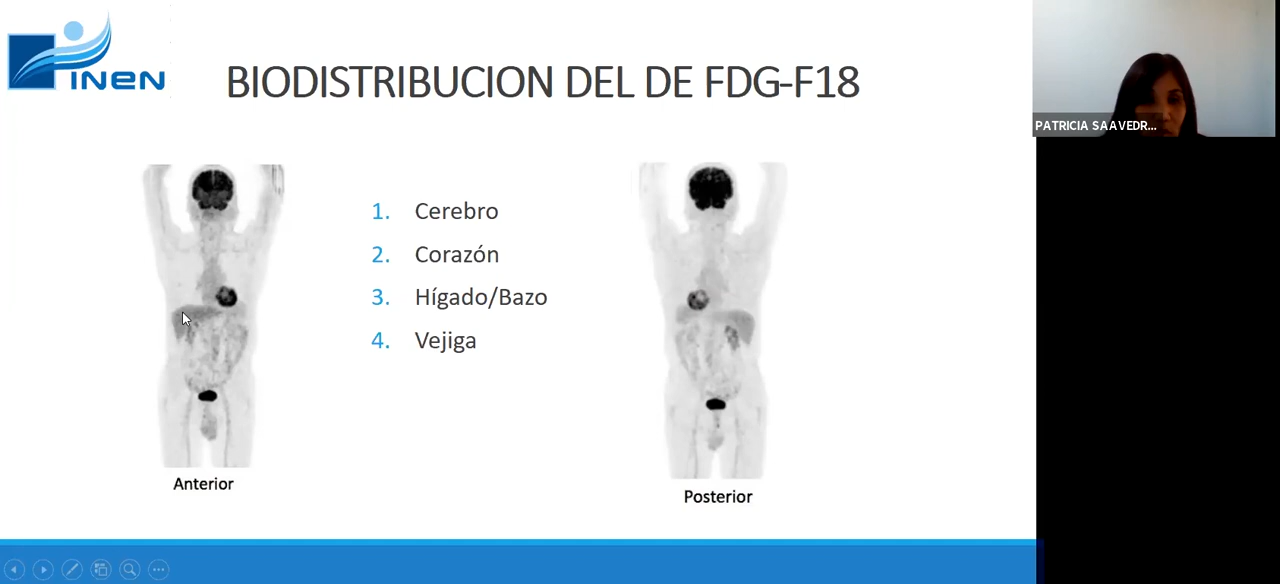 INEN
BIODISTRIBUCION DEL DE FDG-F18
PATRICIA SAAVEDR...
1. Cerebro
2. Corazón
3. Hígado/Bazo
4. Vejiga
Anterior
Posterior